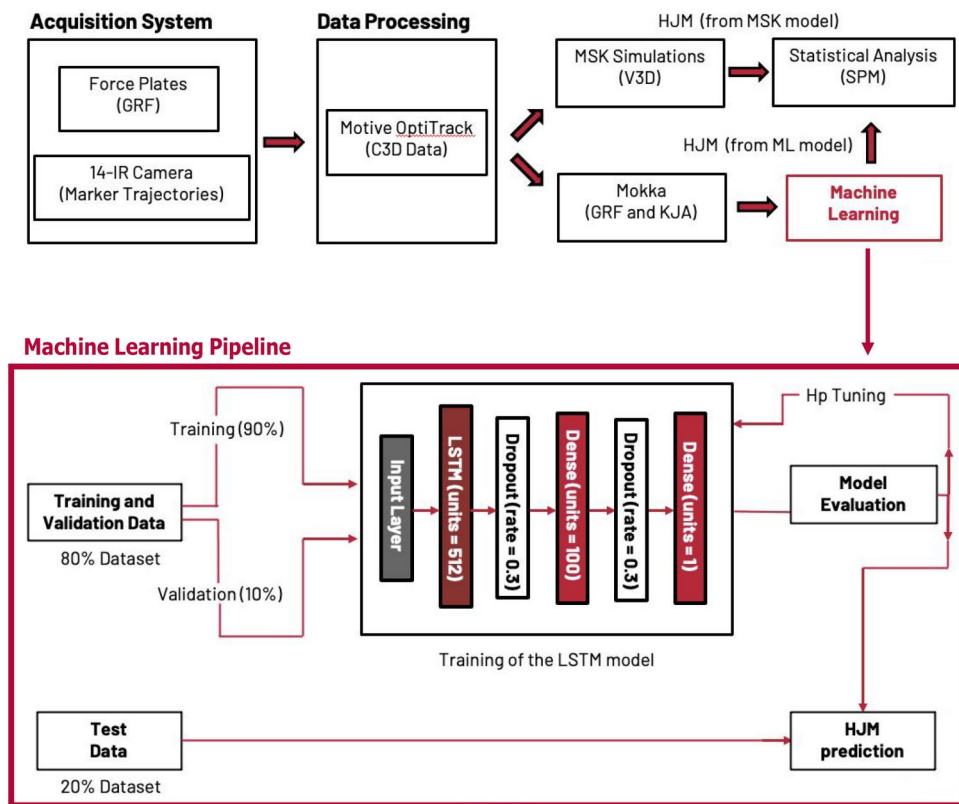 Acquisition System
Force Plates
(GRF)
14-IR Camera
(Marker Trajectories)
Data Processing
Motive OptiTrack
(C3D Data)
HJM (from MSK model)
MSK Simulations
(V3D)
Statistical Analysis
(SPM)
HJM (from ML model)
Mokka
(GRF and KJA)
Machine
Learning
Machine Learning Pipeline
Training (90%)
Training and
Validation Data
80% Dataset
Validation (10%)
Input Layer
LSTM (units = 512)
Dropout (rate = 0.3)
Dense (units = 100)
Dropout (rate = 0.3)
Dense (units = 1)
Training of the LSTM model
Hp Tuning
Model
Evaluation
Test
Data
20% Dataset
HJM
prediction